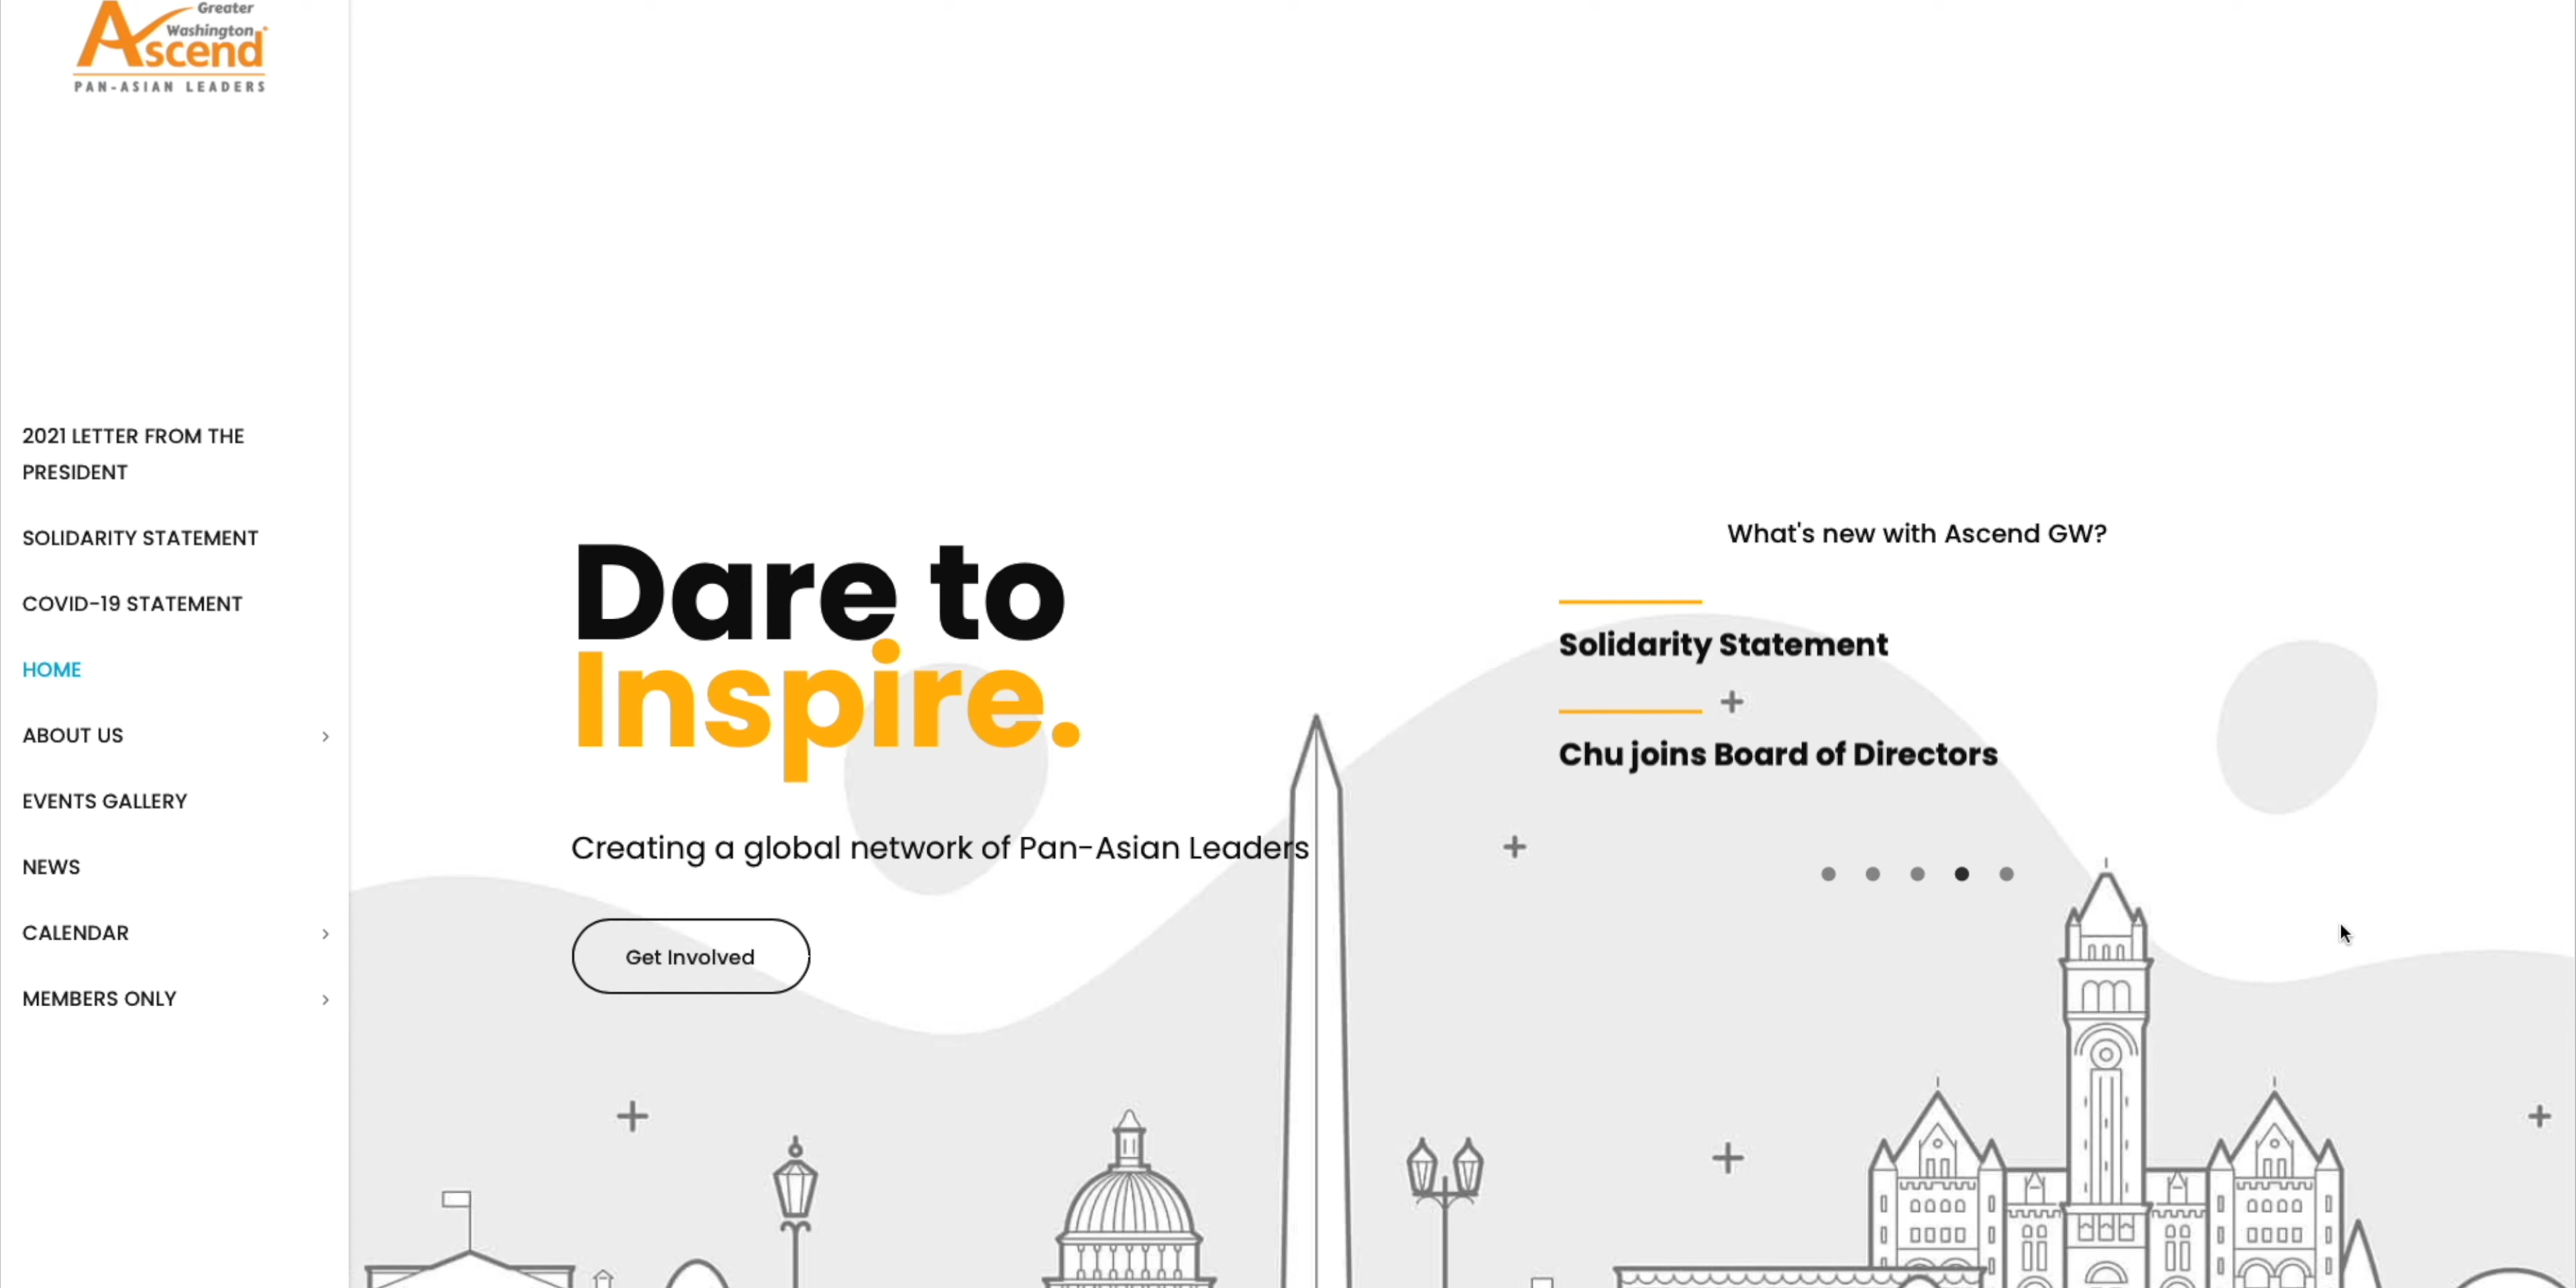 Greater
Washington
Ascend
PAN-ASIAN LEADERS
2021 LETTER FROM THE
PRESIDENT
SOLIDARITY STATEMENT
COVID-19 STATEMENT
HOME
ABOUT US
EVENTS GALLERY
NEWS
CALENDAR
MEMBERS ONLY
Dare to
Inspire.
Creating a global network of Pan-Asian Leaders
Get Involved
What's new with Ascend GW?
Solidarity Statement
Chu joins Board of Directors